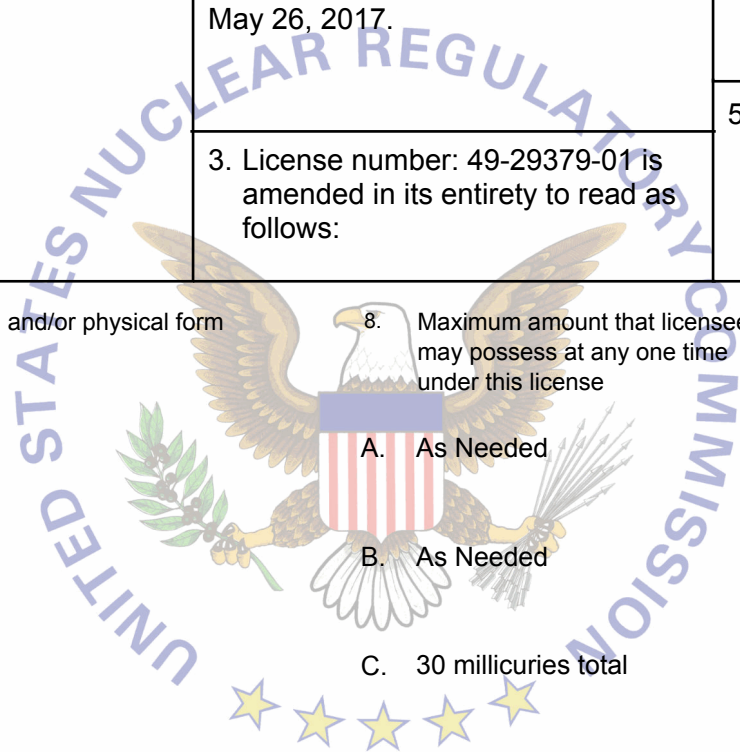 May 26, 2017.
5
3. License number: 49-29379-01 is
amended in its entirety to read as
follows:
and/or physical form
8. Maximum amount that licensee
may possess at any one time
under this license
A. As Needed
B. As Needed
C. 30 millicuries total
UNITED STATES NUCLEAR REGULATORY COMMISSION